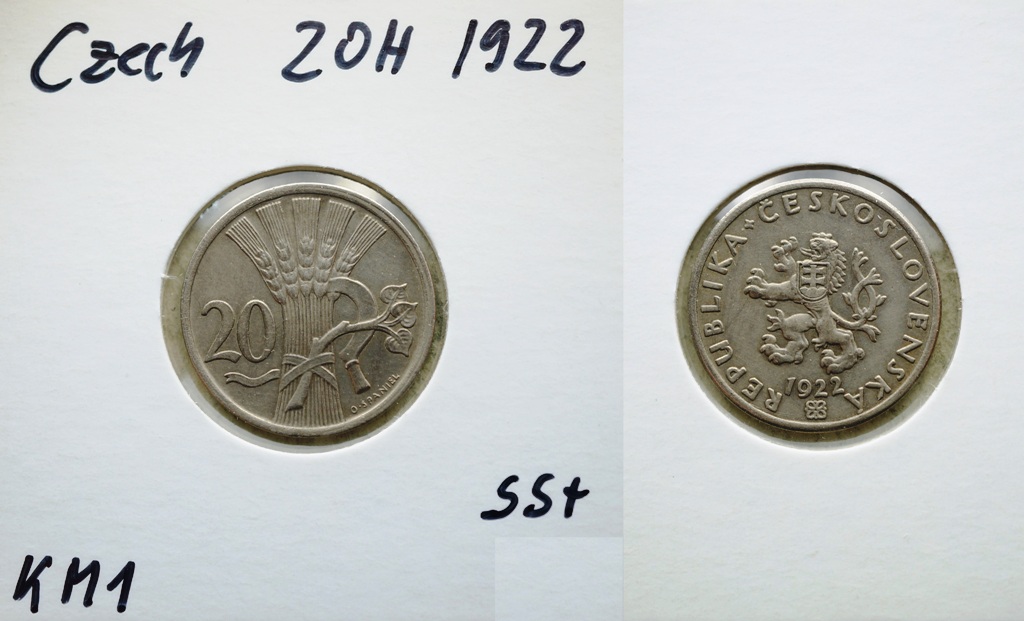 Czech 20H 1922
20
O·ŠPANIEL
SS+
KM1
REPUBLIKA * ČESKOSLOVENSKÁ
1922